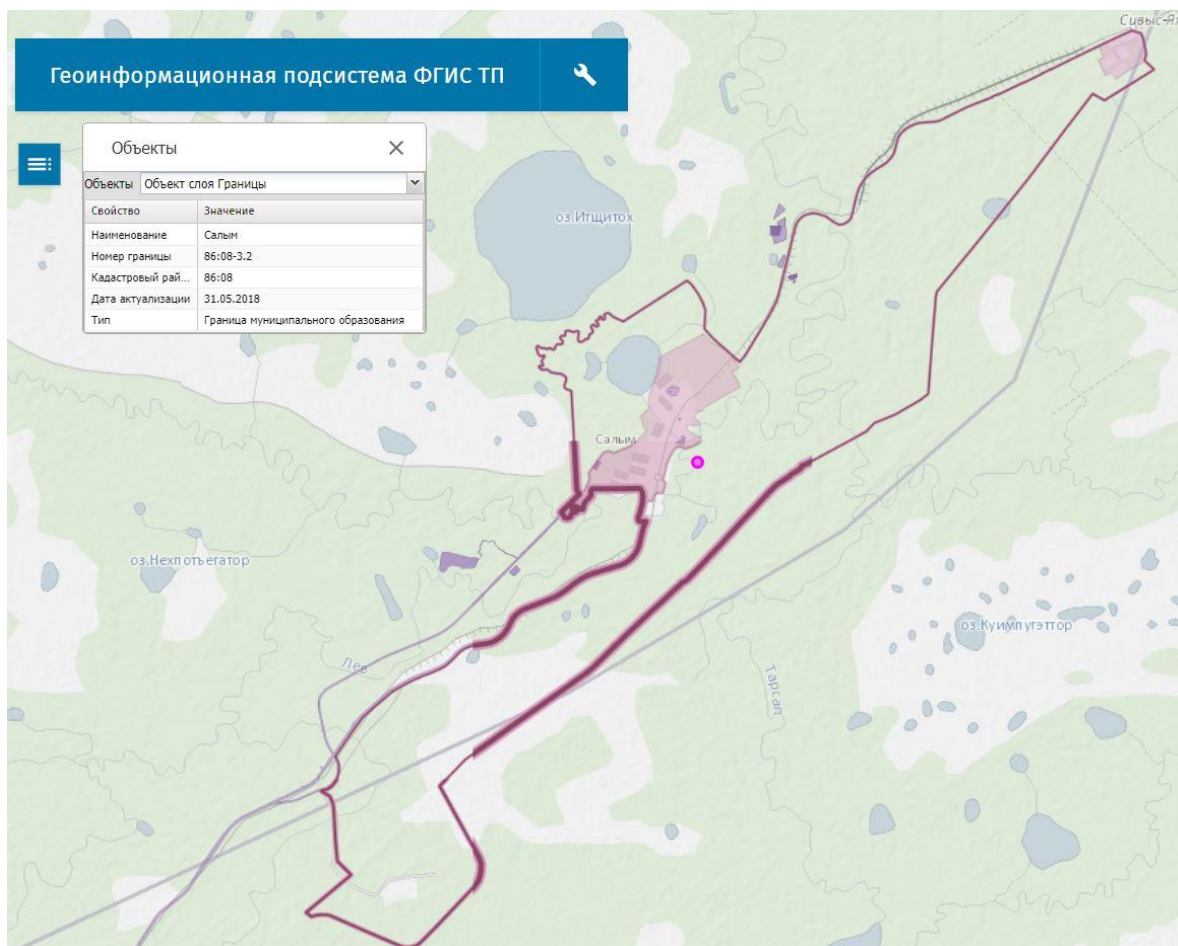 Сивыс-Ях
Геоинформационная подсистема ФГИС ТП
Объекты
Объекты Объект слоя Границы
Свойство Значение
Наименование Салым
Номер границы 86:08-3.2
Кадастровый рай... 86:08
Дата актуализации 31.05.2018
Тип Граница муниципального образования
оз.Итщитох
Салым
оз.Нехпотъегатор
оз.Куимпугэттор
Лев
Тарсап